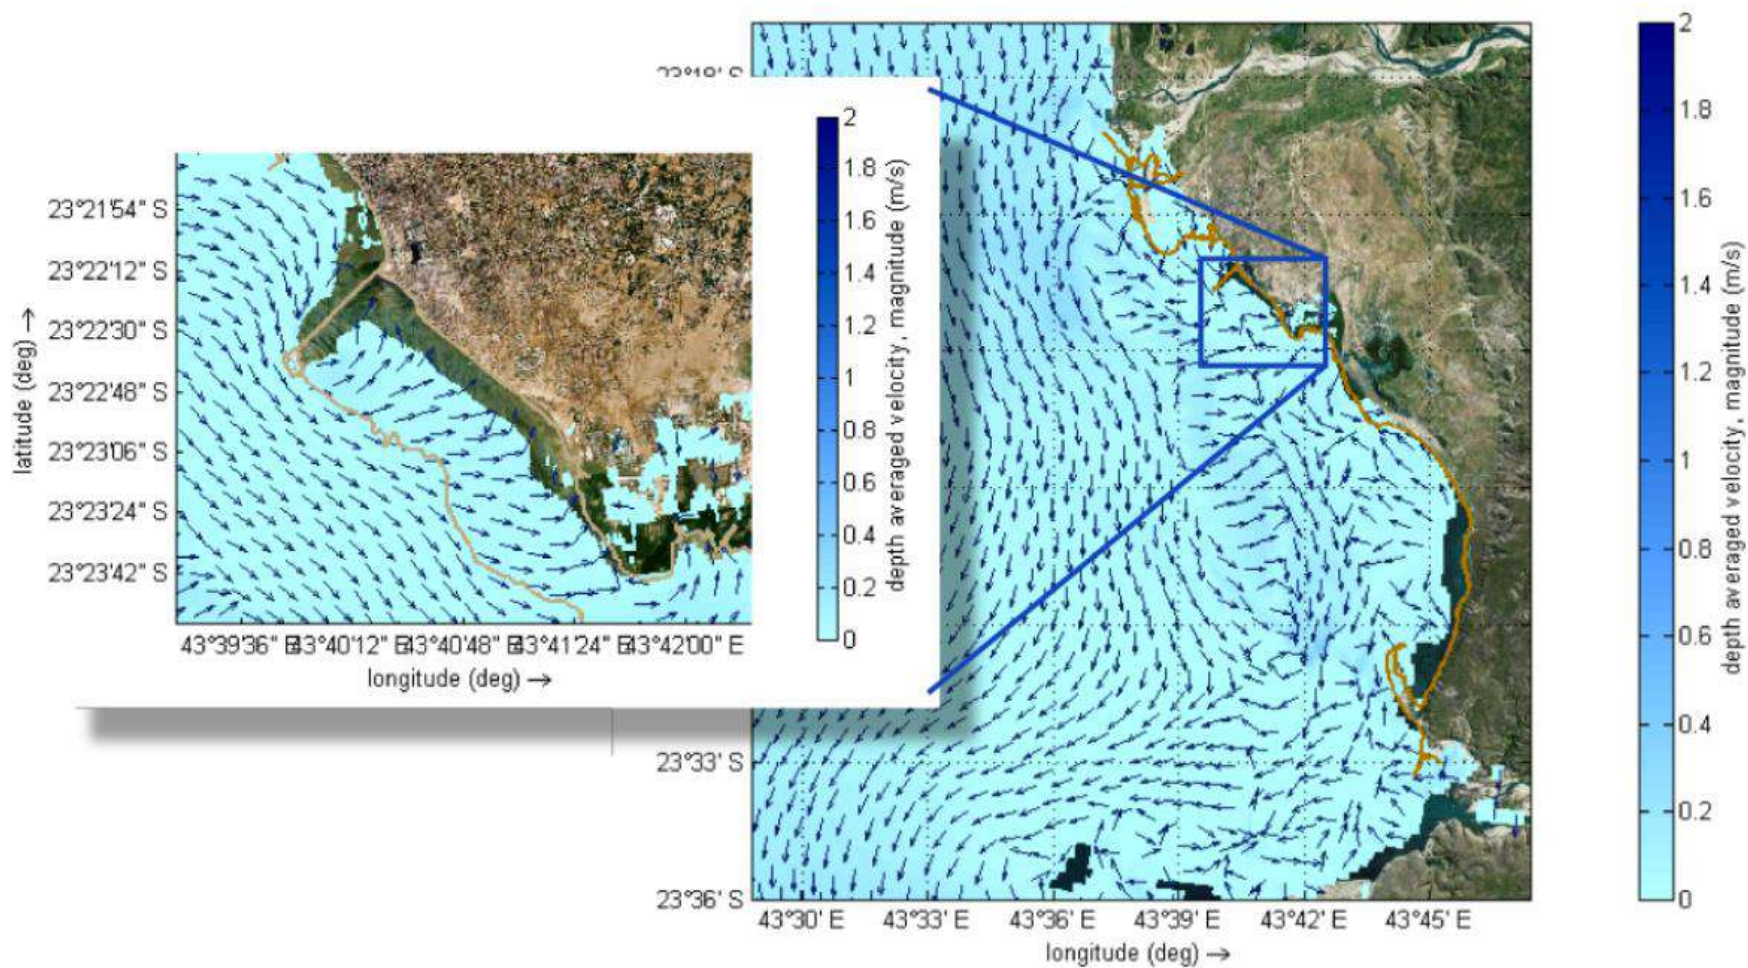 23°21'54" S
23°22'12" S
23°22'30" S
23°22'48" S
23°23'06" S
23°23'24" S
23°23'42" S
latitude (deg) →
43°39'36" E
43°40'12" E
43°40'48" E
43°41'24" E
43°42'00" E
longitude (deg) →
2
1.8
1.6
1.4
1.2
1
0.8
0.6
0.4
0.2
0
depth averaged velocity, magnitude (m/s)
23°33' S
23°36' S
43°30' E
43°33' E
43°36' E
43°39' E
43°42' E
43°45' E
longitude (deg) →
2
1.8
1.6
1.4
1.2
1
0.8
0.6
0.4
0.2
0
depth averaged velocity, magnitude (m/s)